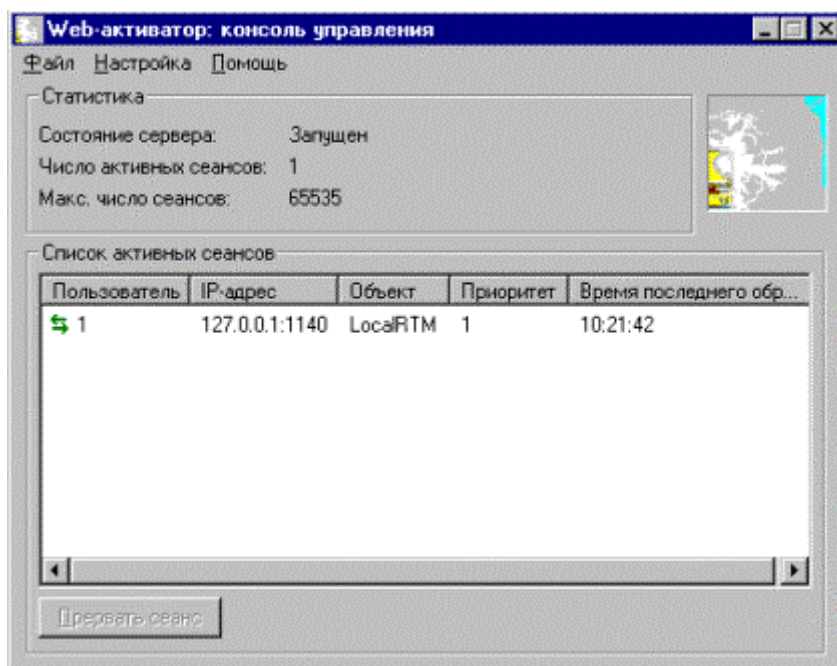 Web-активатор: консоль управления
Файл Настройка Помощь
Статистика
Состояние сервера: Запущен
Число активных сеансов: 1
Макс. число сеансов: 65535
Список активных сеансов
Пользователь IP-адрес Объект Приоритет Время последнего обр...
1 127.0.0.1:1140 LocalRTM 1 10:21:42
Прервать сеанс